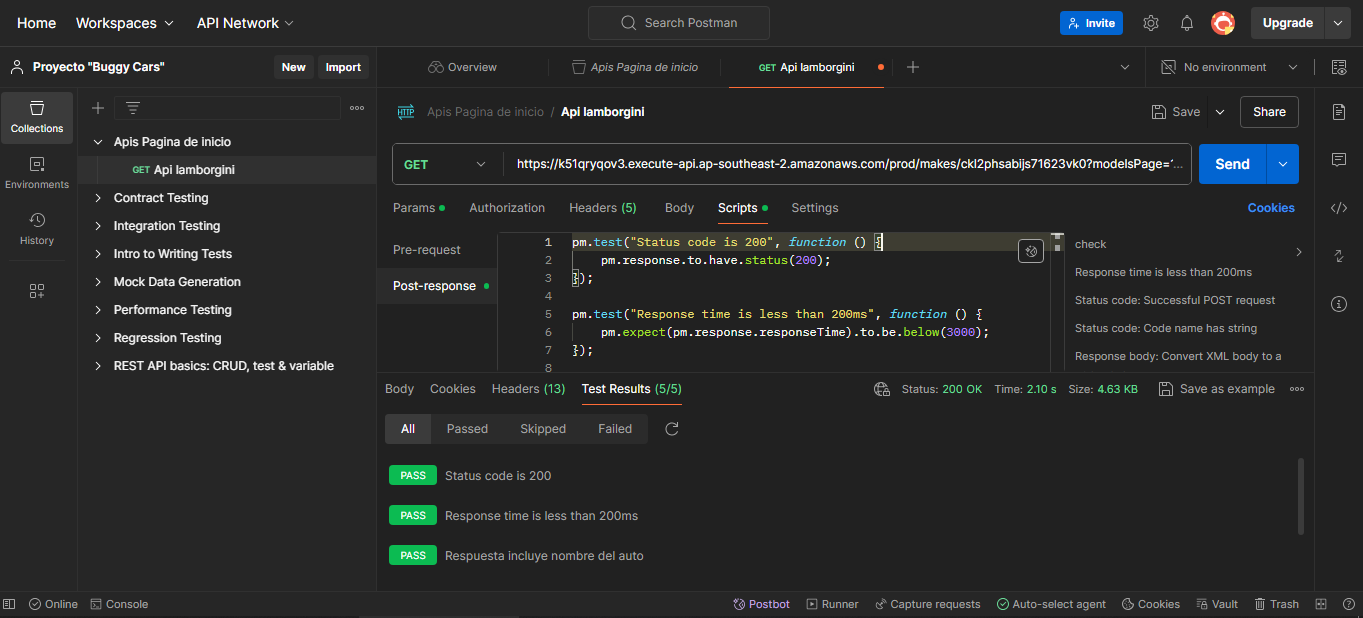 Home Workspaces API Network Search Postman Invite Upgrade
Proyecto "Buggy Cars" New Import Overview Apis Pagina de inicio GET Api lamborgini No environment
Collections
Environments
History
Apis Pagina de inicio
GET Api lamborgini
Contract Testing
Integration Testing
Intro to Writing Tests
Mock Data Generation
Performance Testing
Regression Testing
REST API basics: CRUD, test & variable
HTTP Apis Pagina de inicio / Api lamborgini Save Share
GET https://k51qryqov3.execute-api.ap-southeast-2.amazonaws.com/prod/makes/ckl2phsabijs71623vk0?modelsPage=1... Send
Params Authorization Headers (5) Body Scripts Settings Cookies
Pre-request
Post-response
1 pm.test("Status code is 200", function () {
2 pm.response.to.have.status(200);
3 });
4
5 pm.test("Response time is less than 200ms", function () {
6 pm.expect(pm.response.responseTime).to.be.below(3000);
7 });
8
check
Response time is less than 200ms
Status code: Successful POST request
Status code: Code name has string
Response body: Convert XML body to a
Body Cookies Headers (13) Test Results (5/5) Status: 200 OK Time: 2.10 s Size: 4.63 KB Save as example
All Passed Skipped Failed
PASS Status code is 200
PASS Response time is less than 200ms
PASS Respuesta incluye nombre del auto
Online Console Postbot Runner Capture requests Auto-select agent Cookies Vault Trash